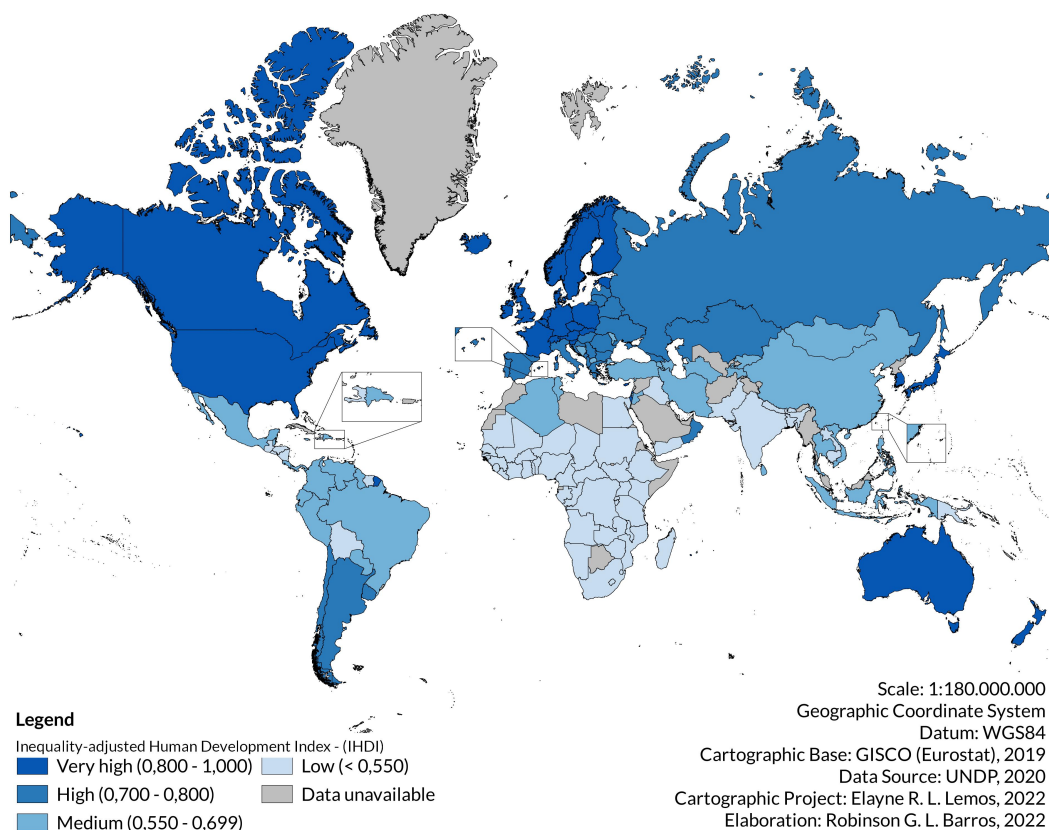 Scale: 1:180.000.000
Geographic Coordinate System
Datum: WGS84
Cartographic Base: GISCO (Eurostat), 2019
Data Source: UNDP, 2020
Cartographic Project: Elayne R. L. Lemos, 2022
Elaboration: Robinson G. L. Barros, 2022
Legend
Inequality-adjusted Human Development Index - (IHDI)
Very high (0,800 - 1,000)
High (0,700 - 0,800)
Medium (0.550 - 0.699)
Low (< 0,550)
Data unavailable